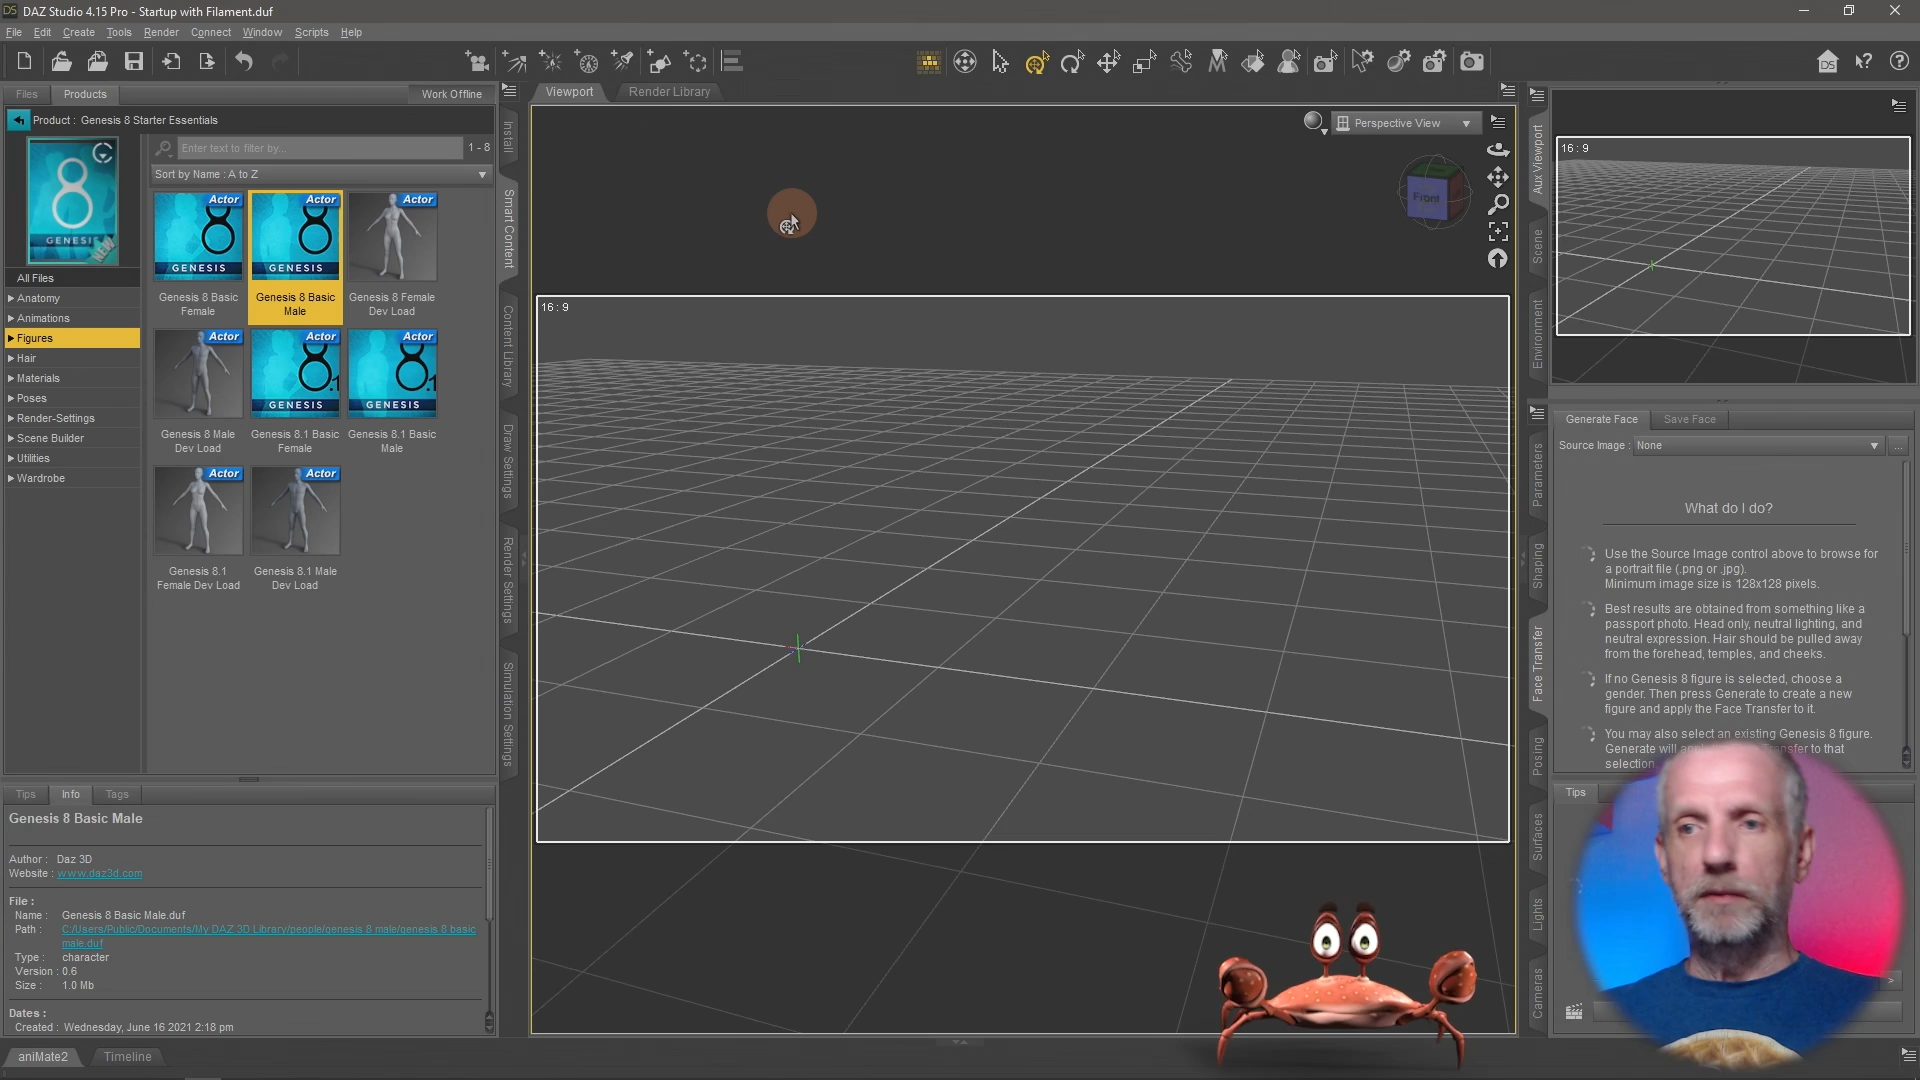 DAZ Studio 4.15 Pro - Startup with Filament.duf
File Edit Create Tools Render Connect Window Scripts Help
Files Products Work Offline
Product : Genesis 8 Starter Essentials
Enter text to filter by... 1 - 8
Sort by Name : A to Z
8
GENESIS
NEW
All Files
Anatomy
Animations
Figures
Hair
Materials
Poses
Render-Settings
Scene Builder
Utilities
Wardrobe
Actor Actor Actor
GENESIS GENESIS
Genesis 8 Basic Female
Genesis 8 Basic Male
Genesis 8 Female Dev Load
Actor Actor Actor
GENESIS GENESIS
Genesis 8 Male Dev Load
Genesis 8.1 Basic Female
Genesis 8.1 Basic Male
Actor Actor
Genesis 8.1 Female Dev Load
Genesis 8.1 Male Dev Load
Tips Info Tags
Genesis 8 Basic Male
Author : Daz 3D
Website : www.daz3d.com
File :
Name : Genesis 8 Basic Male.duf
Path : C:/Users/Public/Documents/My DAZ 3D Library/people/genesis 8 male/genesis 8 basic
male.duf
Type : character
Version : 0.6
Size : 1.0 Mb
Dates :
Created : Wednesday, June 16 2021 2:18 pm
aniMate2 Timeline
Install
Smart Content
Content Library
Draw Settings
Render Settings
Simulation Settings
Viewport Render Library
Perspective View
Front
16 : 9
Aux Viewport
Scene
Environment
16 : 9
Parameters
Shaping
Face Transfer
Posing
Surfaces
Lights
Cameras
Generate Face Save Face
Source Image : None ...
What do I do?
Use the Source Image control above to browse for
a portrait file (.png or .jpg).
Minimum image size is 128x128 pixels.
Best results are obtained from something like a
passport photo. Head only, neutral lighting, and
neutral expression. Hair should be pulled away
from the forehead, temples, and cheeks.
If no Genesis 8 figure is selected, choose a
gender. Then press Generate to create a new
figure and apply the Face Transfer to it.
You may also select an existing Genesis 8 figure.
Generate will Transfer to that
selection
Tips
>